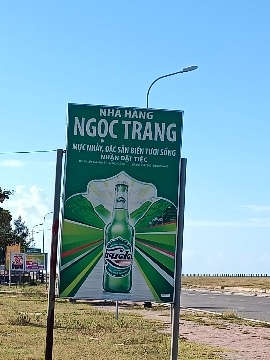 NHÀ HÀNG
NGỌC TRANG
MỰC NHẢY, ĐẶC SẢN BIỂN TƯƠI SỐNG
NHẬN ĐẶT TIỆC
Huda